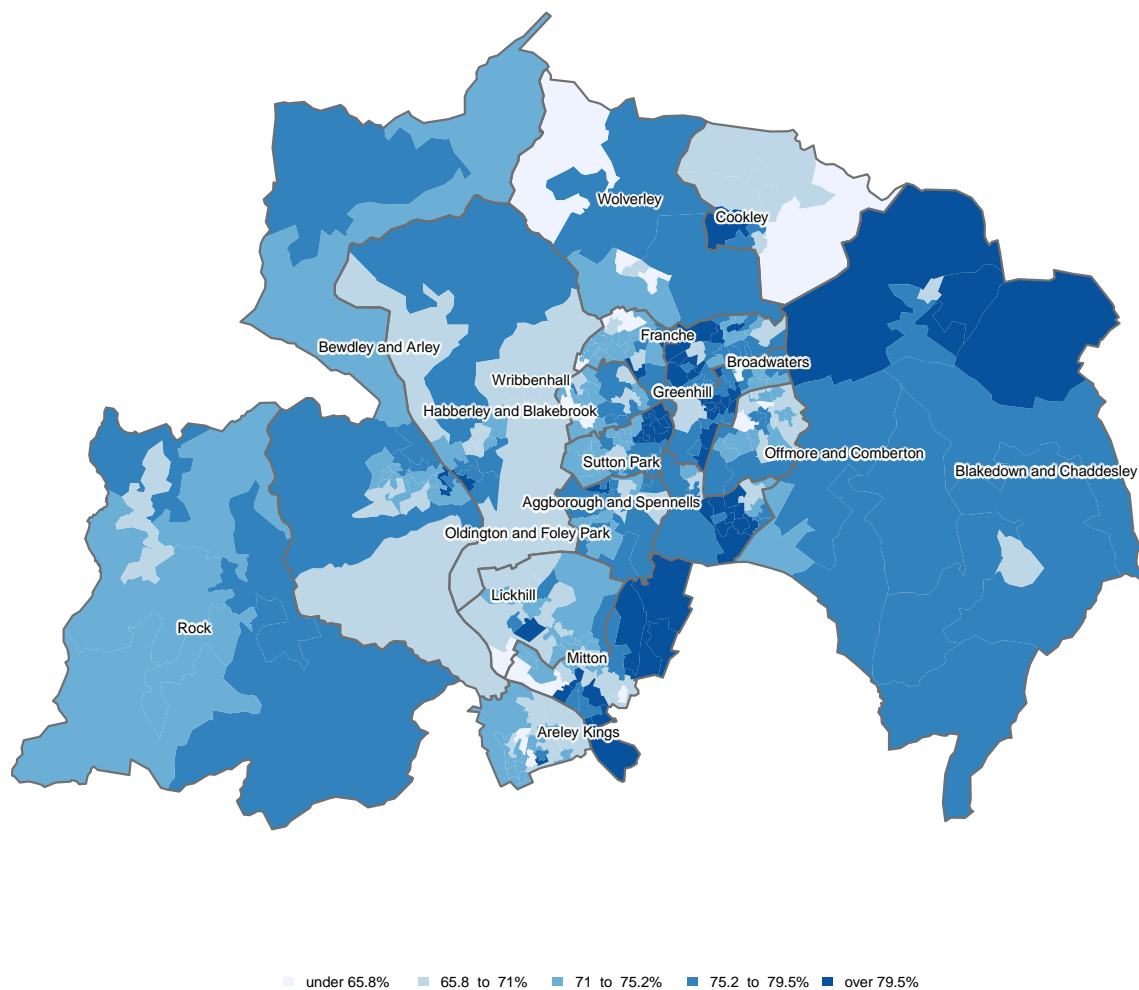 Wolverley
Cookley
Franche
Bewdley and Arley
Broadwaters
Wribbenhall
Greenhill
Habberley and Blakebrook
Offmore and Comberton
Sutton Park
Blakedown and Chaddesley
Aggborough and Spennells
Oldington and Foley Park
Lickhill
Rock
Mitton
Areley Kings
under 65.8% 65.8 to 71% 71 to 75.2% 75.2 to 79.5% over 79.5%